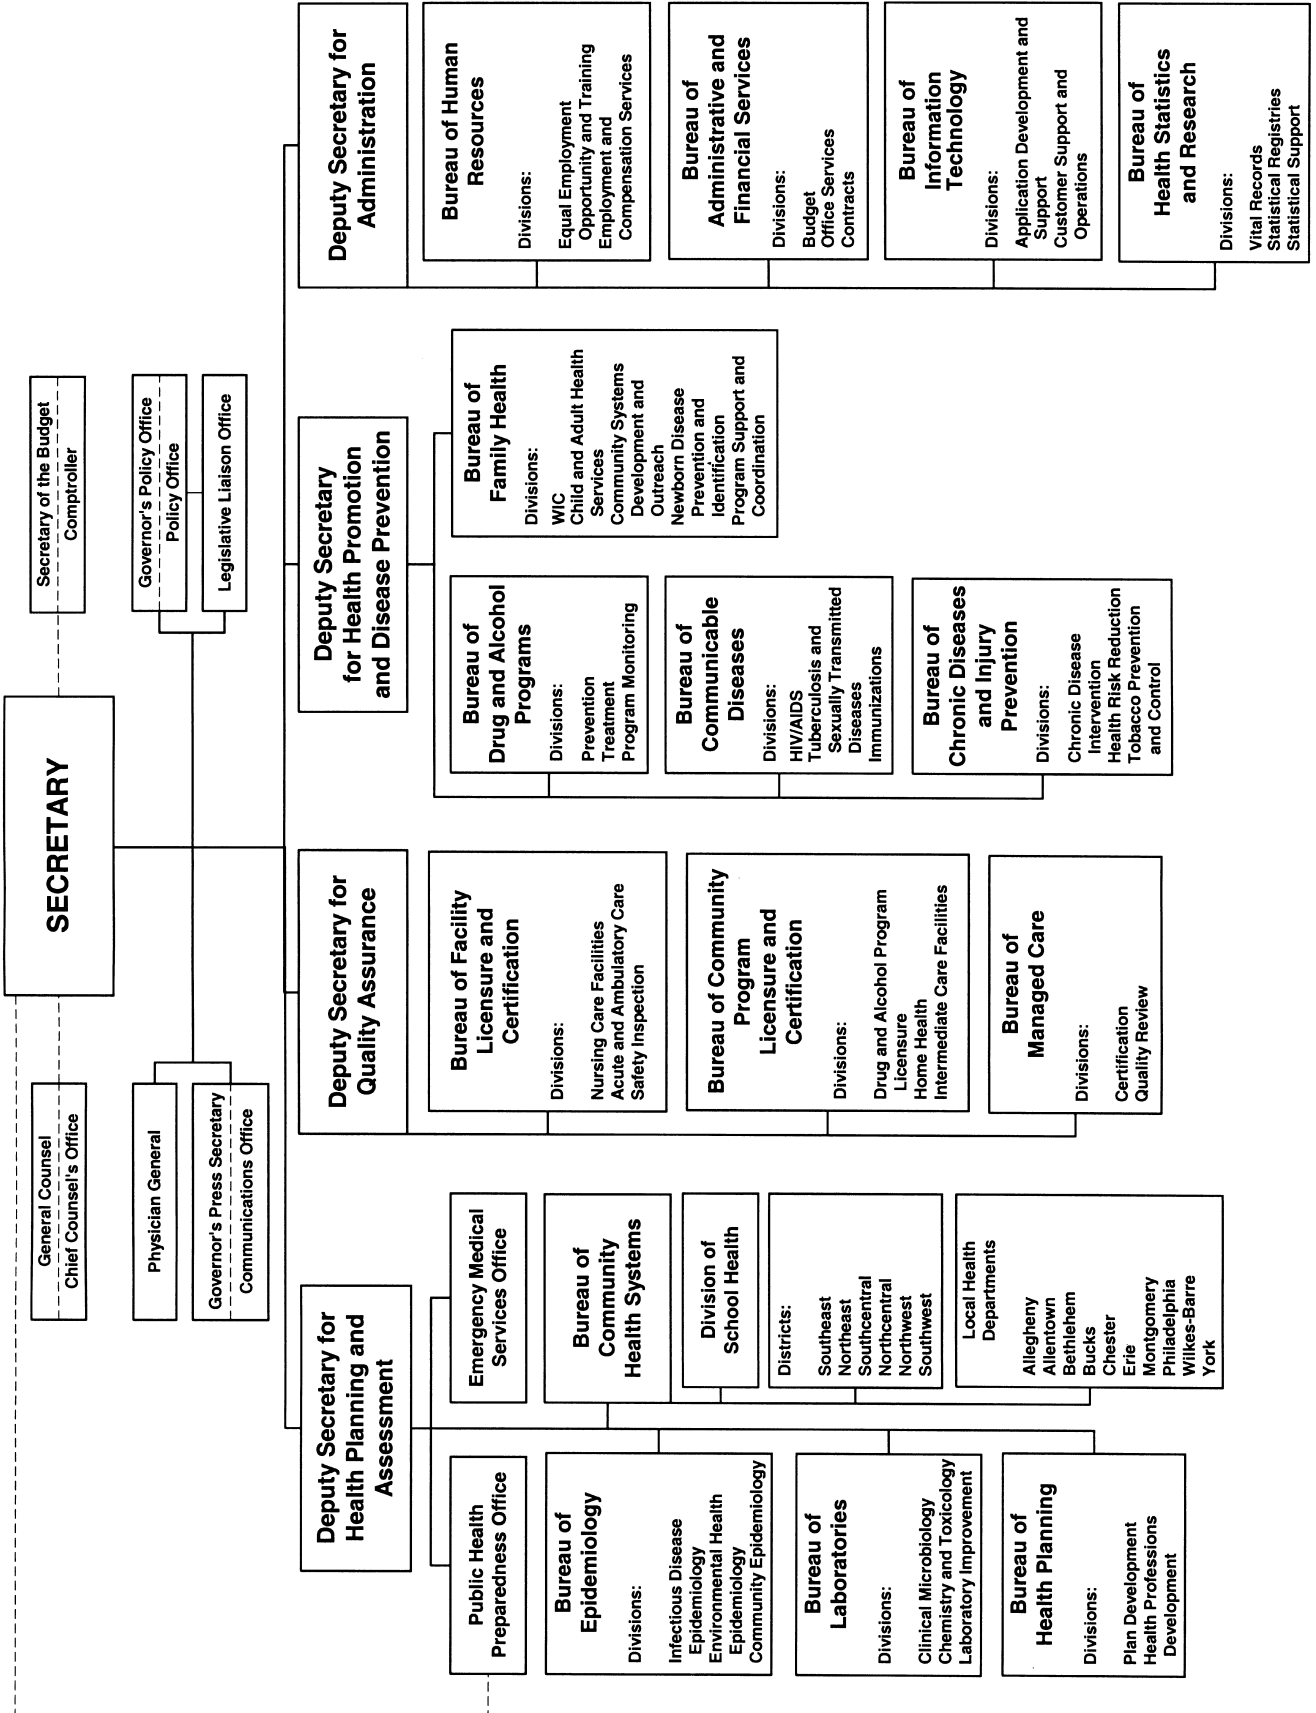 SECRETARY
General Counsel
Chief Counsel's Office
Secretary of the Budget
Comptroller
Physician General
Governor's Press Secretary
Communications Office
Governor's Policy Office
Policy Office
Legislative Liaison Office
Deputy Secretary for
Health Planning and
Assessment
Public Health
Preparedness Office
Emergency Medical
Services Office
Bureau of
Epidemiology
Divisions:
Infectious Disease
Epidemiology
Environmental Health
Epidemiology
Community Epidemiology
Bureau of
Laboratories
Divisions:
Clinical Microbiology
Chemistry and Toxicology
Laboratory Improvement
Bureau of
Health Planning
Divisions:
Plan Development
Health Professions
Development
Bureau of
Community
Health Systems
Division of
School Health
Districts:
Southeast
Northeast
Southcentral
Northcentral
Northwest
Southwest
Local Health
Departments
Allegheny
Allentown
Bethlehem
Bucks
Chester
Erie
Montgomery
Philadelphia
Wilkes-Barre
York
Deputy Secretary for
Quality Assurance
Bureau of Facility
Licensure and
Certification
Divisions:
Nursing Care Facilities
Acute and Ambulatory Care
Safety Inspection
Bureau of Community
Program
Licensure and
Certification
Divisions:
Drug and Alcohol Program
Licensure
Home Health
Intermediate Care Facilities
Bureau of
Managed Care
Divisions:
Certification
Quality Review
Deputy Secretary
for Health Promotion
and Disease Prevention
Bureau of
Drug and Alcohol
Programs
Divisions:
Prevention
Treatment
Program Monitoring
Bureau of
Communicable
Diseases
Divisions:
HIV/AIDS
Tuberculosis and
Sexually Transmitted
Diseases
Immunizations
Bureau of
Chronic Diseases
and Injury
Prevention
Divisions:
Chronic Disease
Intervention
Health Risk Reduction
Tobacco Prevention
and Control
Bureau of
Family Health
Divisions:
WIC
Child and Adult Health
Services
Community Systems
Development and
Outreach
Newborn Disease
Prevention and
Identification
Program Support and
Coordination
Deputy Secretary for
Administration
Bureau of Human
Resources
Divisions:
Equal Employment
Opportunity and Training
Employment and
Compensation Services
Bureau of
Administrative and
Financial Services
Divisions:
Budget
Office Services
Contracts
Bureau of
Information
Technology
Divisions:
Application Development and
Support
Customer Support and
Operations
Bureau of
Health Statistics
and Research
Divisions:
Vital Records
Statistical Registries
Statistical Support